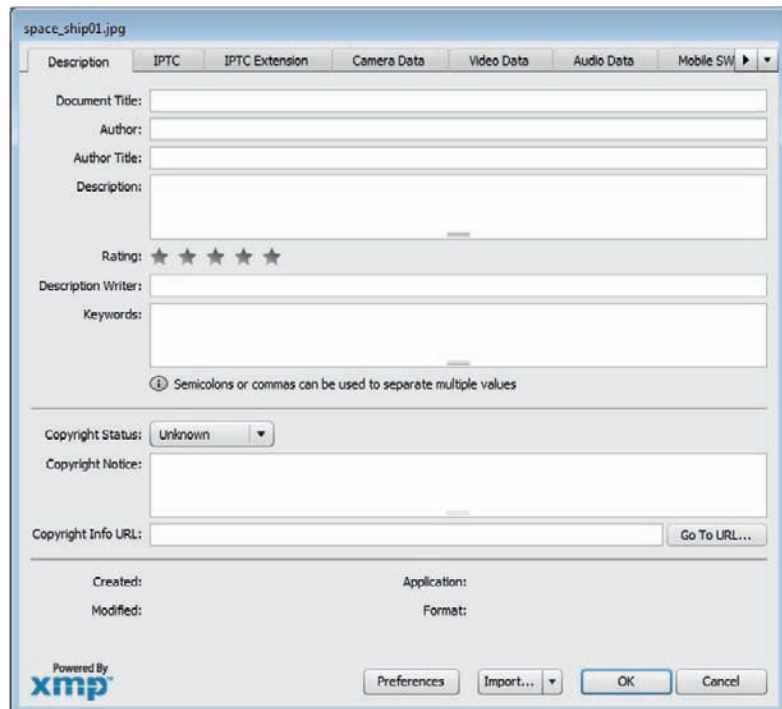 space_ship01.jpg
Description IPTC IPTC Extension Camera Data Video Data Audio Data Mobile SW
Document Title:
Author:
Author Title:
Description:
Rating:
Description Writer:
Keywords:
Semicolons or commas can be used to separate multiple values
Copyright Status: Unknown
Copyright Notice:
Copyright Info URL: Go To URL...
Created: Application:
Modified: Format:
Powered By
xmp™
Preferences Import... OK Cancel